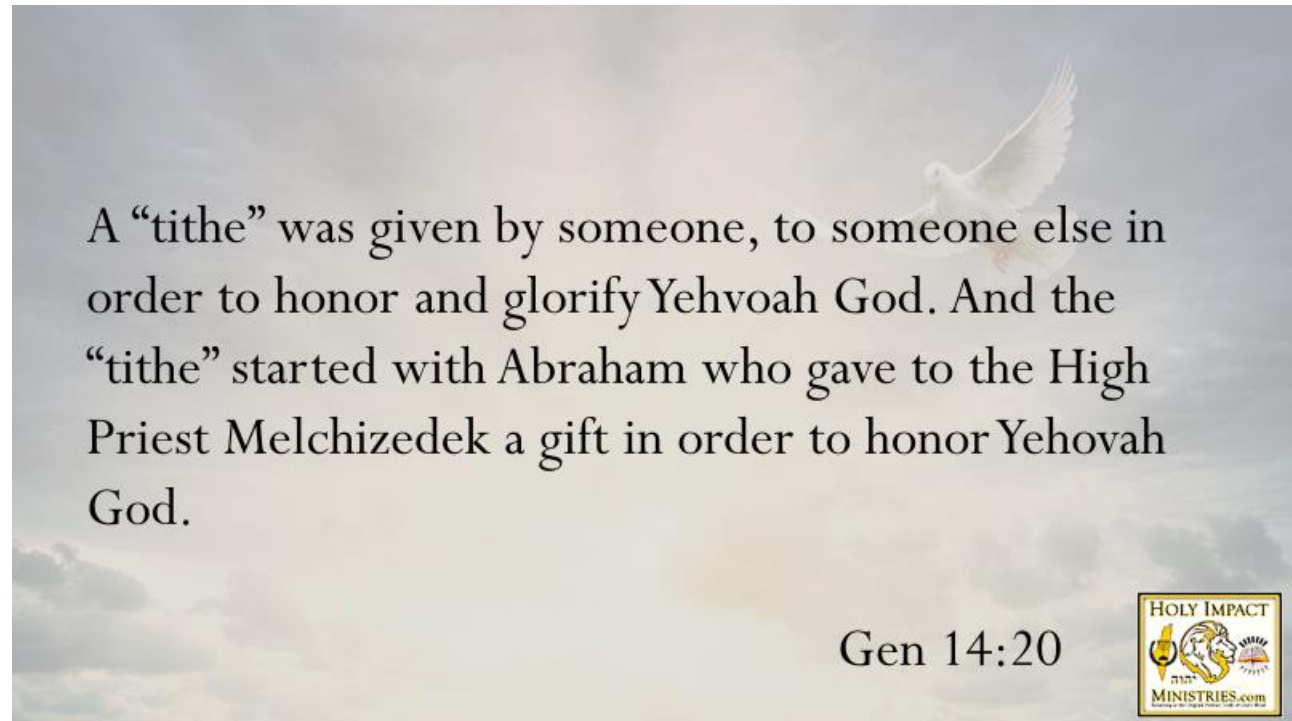 A “tithe” was given by someone, to someone else in
order to honor and glorify Yehvoah God. And the
“tithe” started with Abraham who gave to the High
Priest Melchizedek a gift in order to honor Yehovah
God.
Gen 14:20
HOLY IMPACT
יהוה
MINISTRIES.com